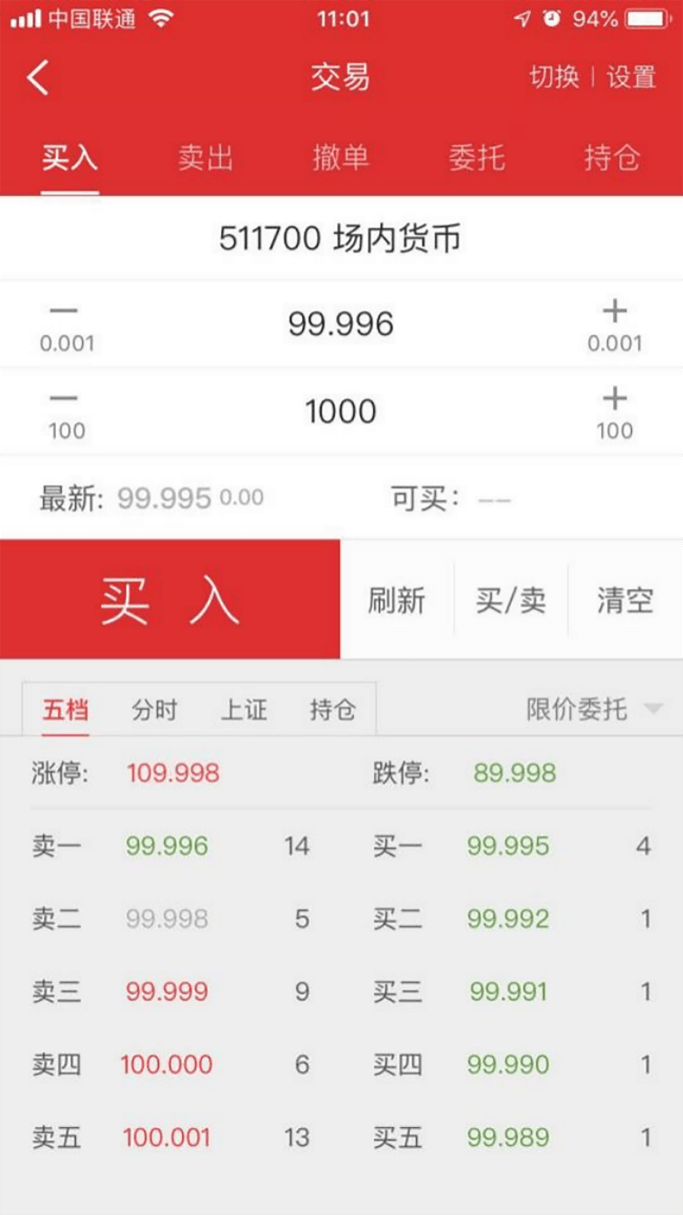 中国联通 11:01 94%
交易 切换 设置
买入 卖出 撤单 委托 持仓
511700 场内货币
— 99.996 +
0.001 0.001
— 1000 +
100 100
最新: 99.995 0.00 可买: --
买入 刷新 买/卖 清空
五档 分时 上证 持仓 限价委托
涨停: 109.998 跌停: 89.998
卖一 99.996 14 买一 99.995 4
卖二 99.998 5 买二 99.992 1
卖三 99.999 9 买三 99.991 1
卖四 100.000 6 买四 99.990 1
卖五 100.001 13 买五 99.989 1